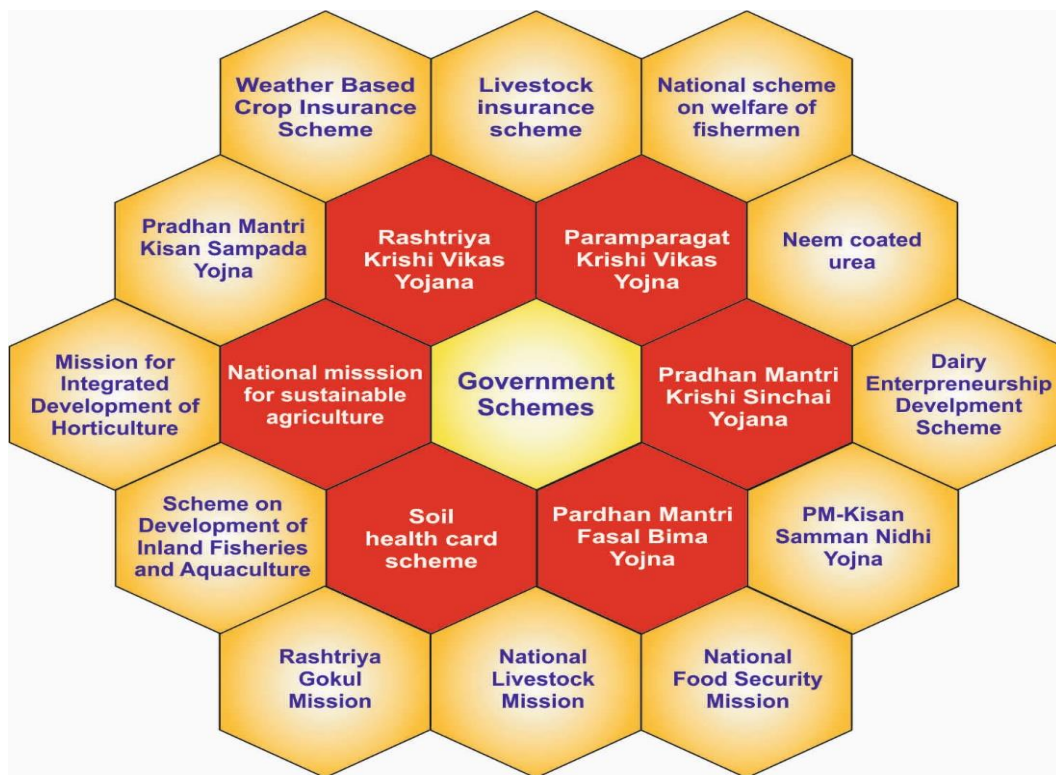 Weather Based
Crop Insurance
Scheme
Livestock
insurance
scheme
National scheme
on welfare of
fishermen
Pradhan Mantri
Kisan Sampada
Yojna
Rashtriya
Krishi Vikas
Yojana
Paramparagat
Krishi Vikas
Yojna
Neem coated
urea
Mission for
Integrated
Development of
Horticulture
National misssion
for sustainable
agriculture
Government
Schemes
Pradhan Mantri
Krishi Sinchai
Yojana
Dairy
Enterpreneurship
Develpment
Scheme
Scheme on
Development of
Inland Fisheries
and Aquaculture
Soil
health card
scheme
Pardhan Mantri
Fasal Bima
Yojna
PM-Kisan
Samman Nidhi
Yojna
Rashtriya
Gokul
Mission
National
Livestock
Mission
National
Food Security
Mission